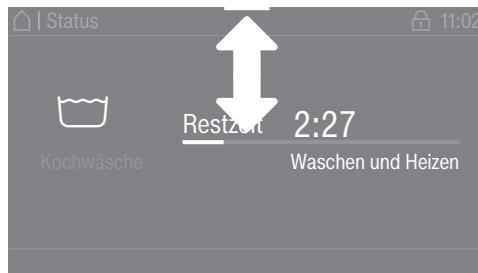 | Status 11:02
Restzeit 2:27
Kochwäsche Waschen und Heizen